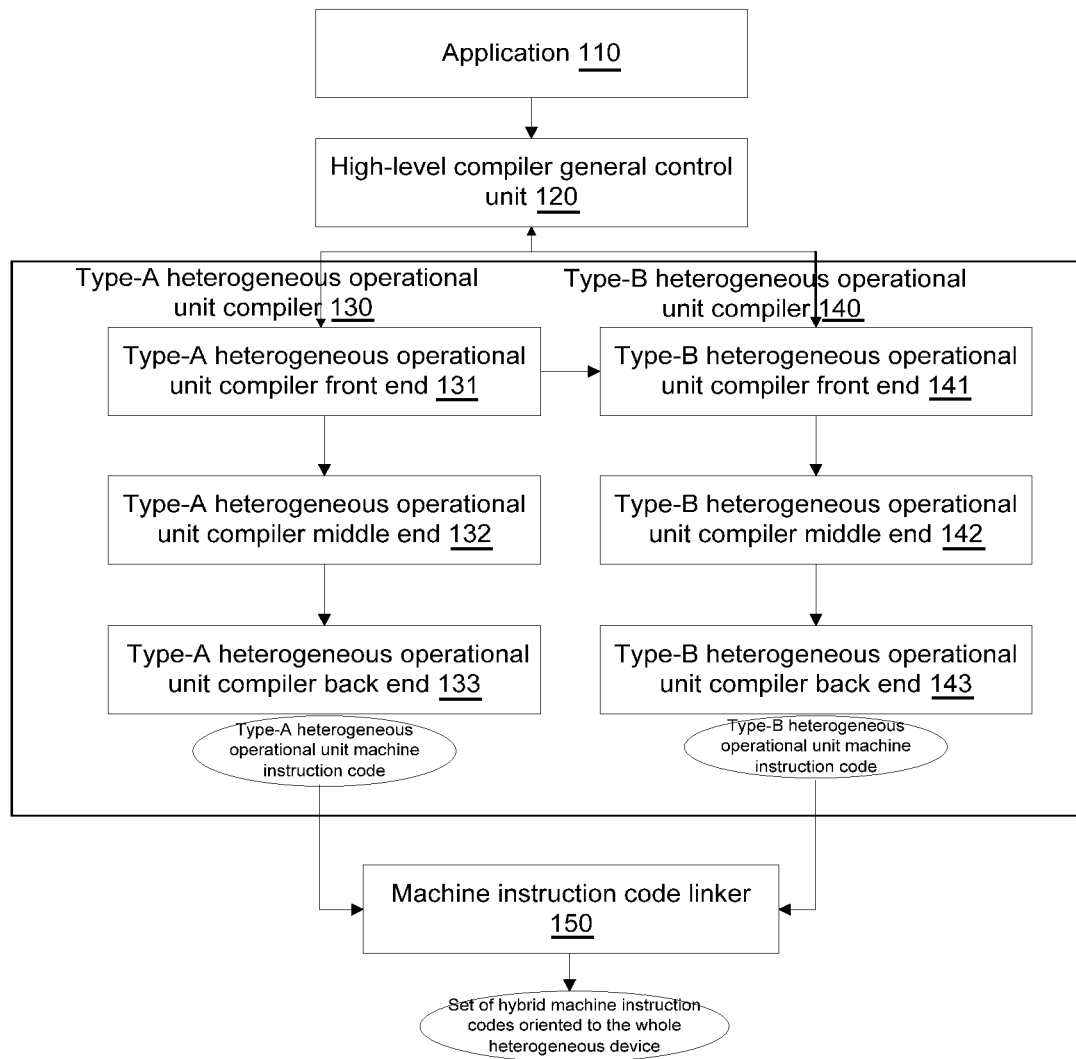 Application 110
High-level compiler general control
unit 120
Type-A heterogeneous operational
unit compiler 130
Type-B heterogeneous operational
unit compiler 140
Type-A heterogeneous operational
unit compiler front end 131
Type-B heterogeneous operational
unit compiler front end 141
Type-A heterogeneous operational
unit compiler middle end 132
Type-B heterogeneous operational
unit compiler middle end 142
Type-A heterogeneous operational
unit compiler back end 133
Type-B heterogeneous operational
unit compiler back end 143
Type-A heterogeneous
operational unit machine
instruction code
Type-B heterogeneous
operational unit machine
instruction code
Machine instruction code linker
150
Set of hybrid machine instruction
codes oriented to the whole
heterogeneous device